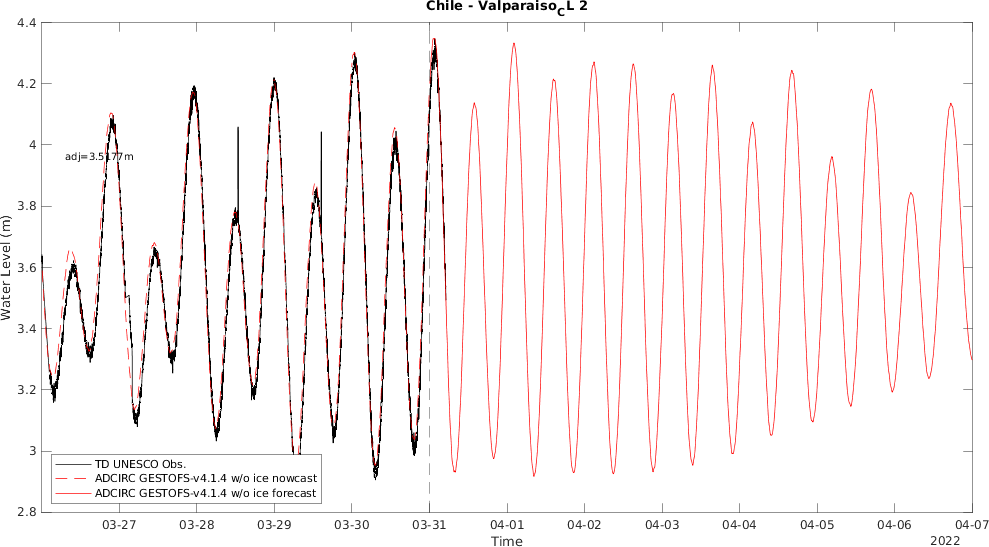 Chile - Valparaiso_CL 2
4.4
4.2
4
3.8
3.6
3.4
3.2
3
2.8
Water Level (m)
adj=3.5177m
TD UNESCO Obs.
ADCIRC GESTOFS-v4.1.4 w/o ice nowcast
ADCIRC GESTOFS-v4.1.4 w/o ice forecast
03-27 03-28 03-29 03-30 03-31 04-01 04-02 04-03 04-04 04-05 04-06 04-07
Time
2022